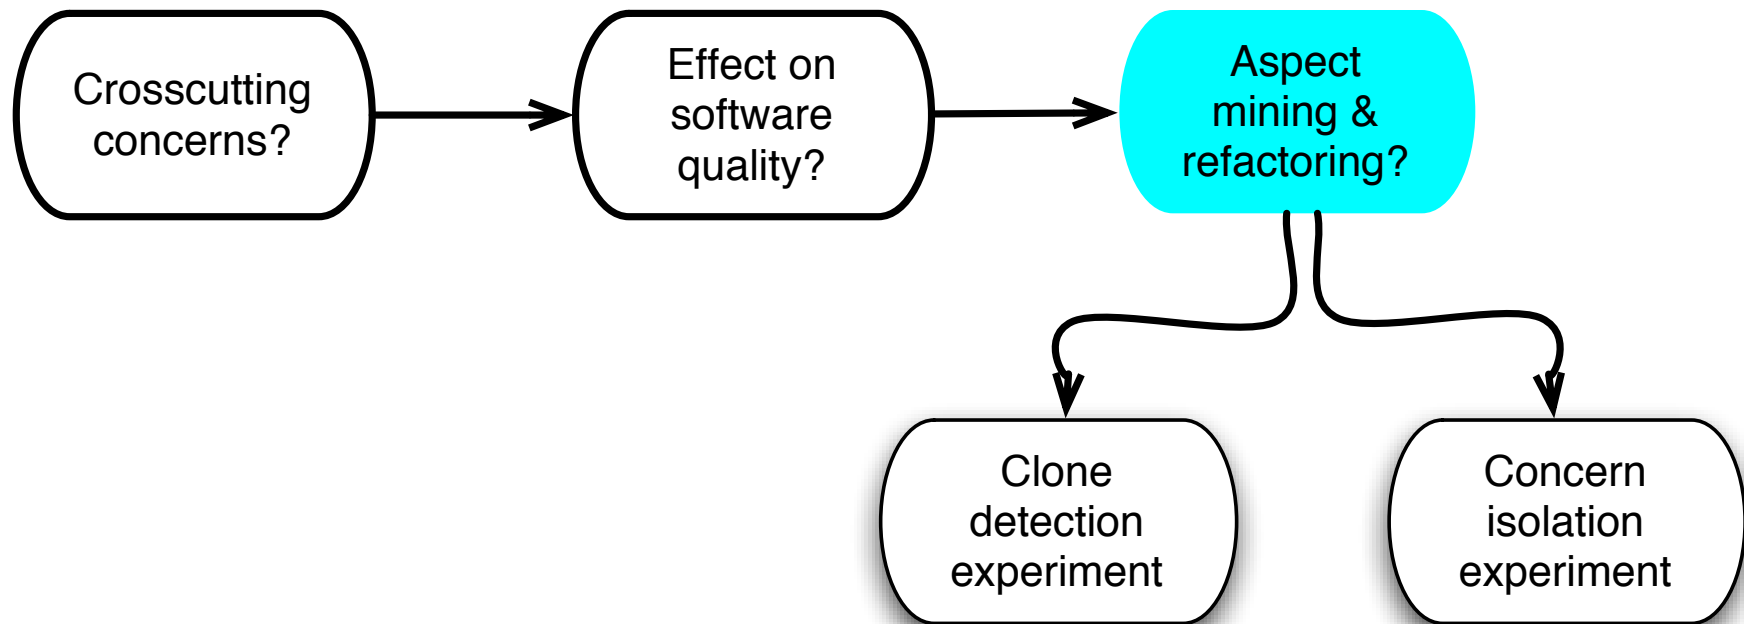 Crosscutting
concerns?
Effect on
software
quality?
Aspect
mining &
refactoring?
Clone
detection
experiment
Concern
isolation
experiment